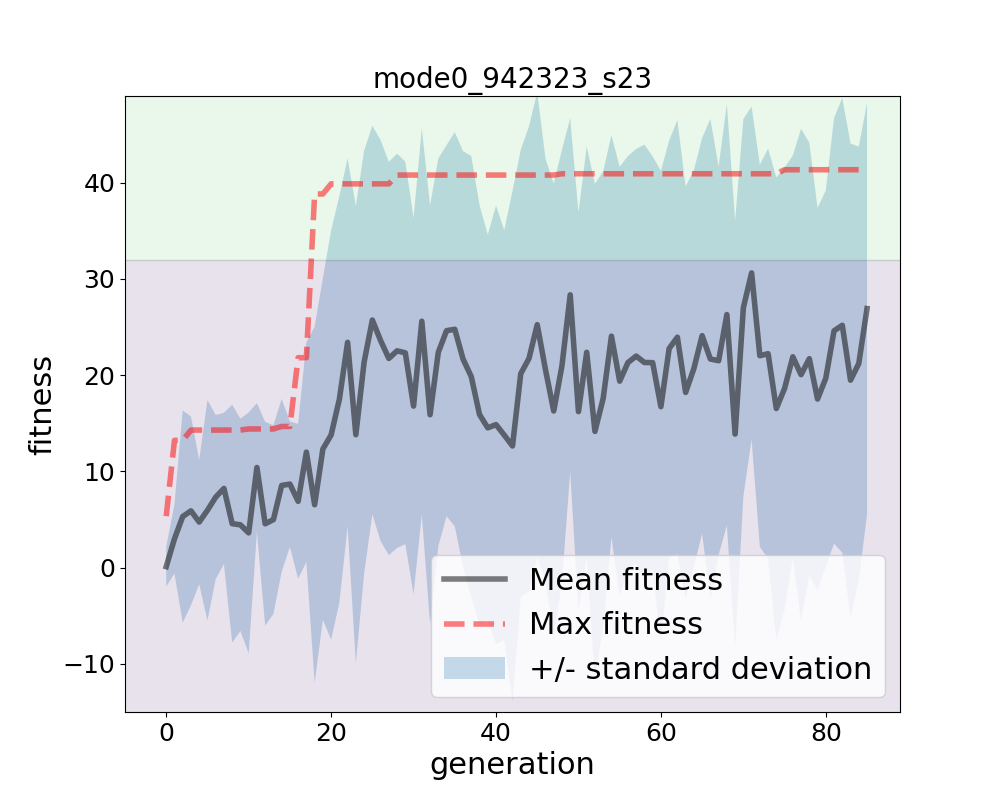 mode0_942323_s23
fitness
40
30
20
10
0
−10
Mean fitness
Max fitness
+/- standard deviation
0 20 40 60 80
generation